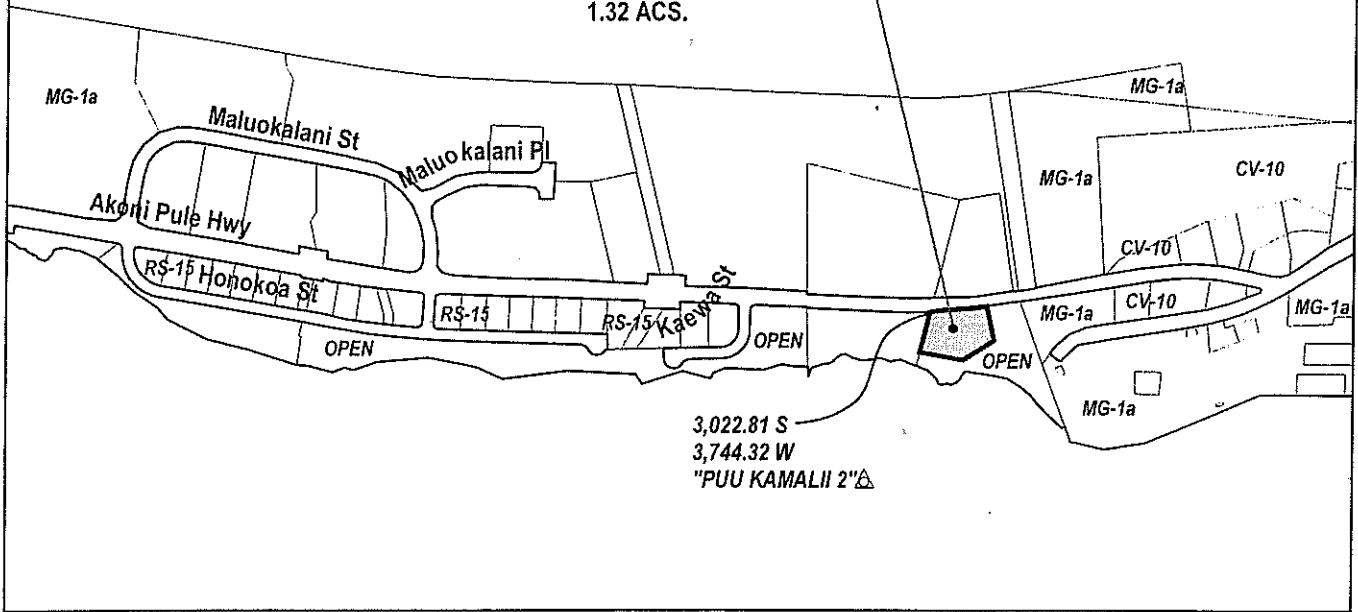 1.32 ACS.
MG-1a
MG-1a
Maluokalani St
Maluokalani Pl
MG-1a
CV-10
Akoni Pule Hwy
CV-10
RS-15
Honokoa St
RS-15
RS-15
Kaewa St
MG-1a
CV-10
MG-1a
OPEN
OPEN
OPEN
MG-1a
3,022.81 S
3,744.32 W
"PUU KAMALII 2"